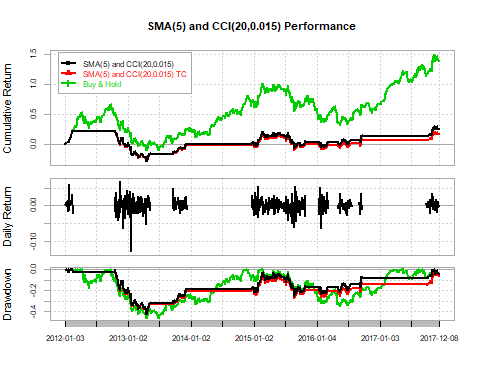 SMA(5) and CCI(20,0.015) Performance
Cumulative Return
1.5
1.0
0.5
0.0
SMA(5) and CCI(20,0.015)
SMA(5) and CCI(20,0.015) TC
Buy & Hold
Daily Return
0.00
-0.10
Drawdown
0.0
-0.2
-0.4
2012-01-03 2013-01-02 2014-01-02 2015-01-02 2016-01-04 2017-01-03 2017-12-08